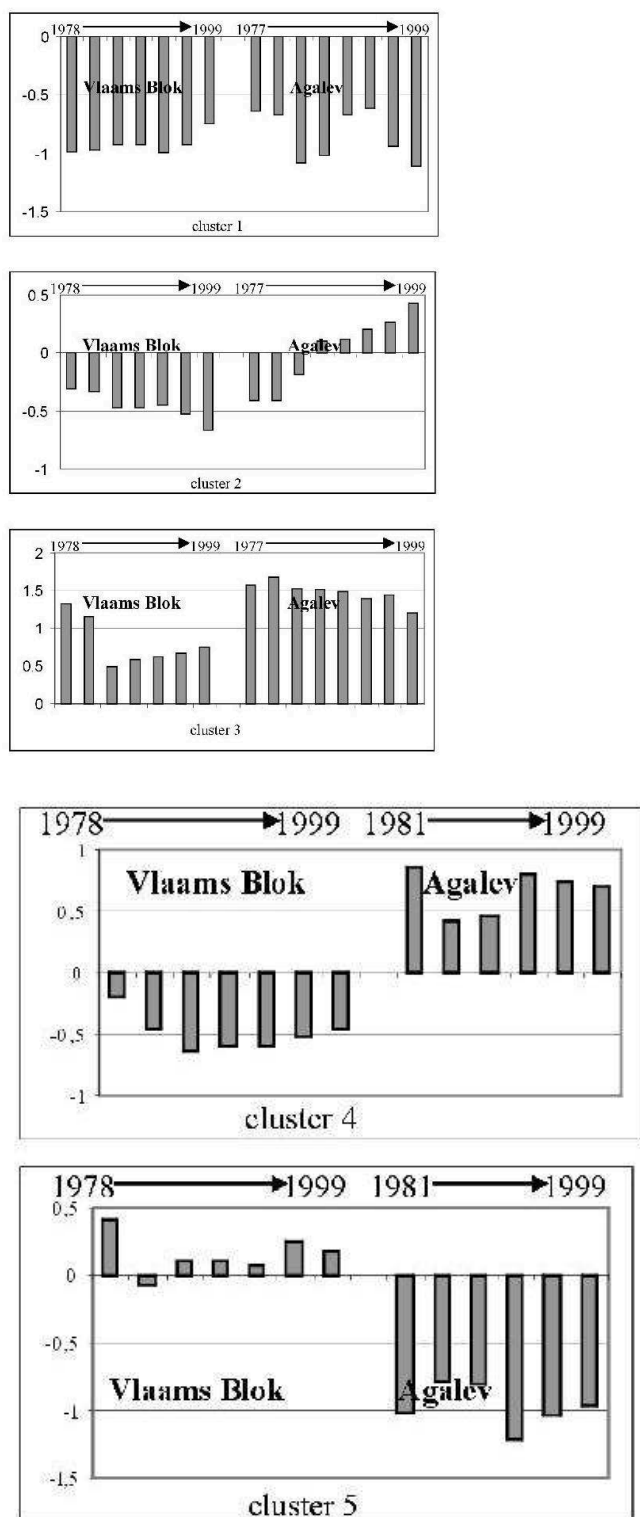 1978 1999 1977 1999
0
Vlaams Blok Agalev
-0.5
-1
-1.5
cluster 1
1978 1999 1977 1999
0.5
Vlaams Blok Agalev
0
-0.5
-1
cluster 2
1978 1999 1977 1999
2
1.5
Vlaams Blok Agalev
1
0.5
0
cluster 3
1978 1999 1981 1999
1
Vlaams Blok Agalev
0,5
0
-0,5
-1
cluster 4
1978 1999 1981 1999
0,5
0
-0,5
Vlaams Blok Agalev
-1
-1,5
cluster 5